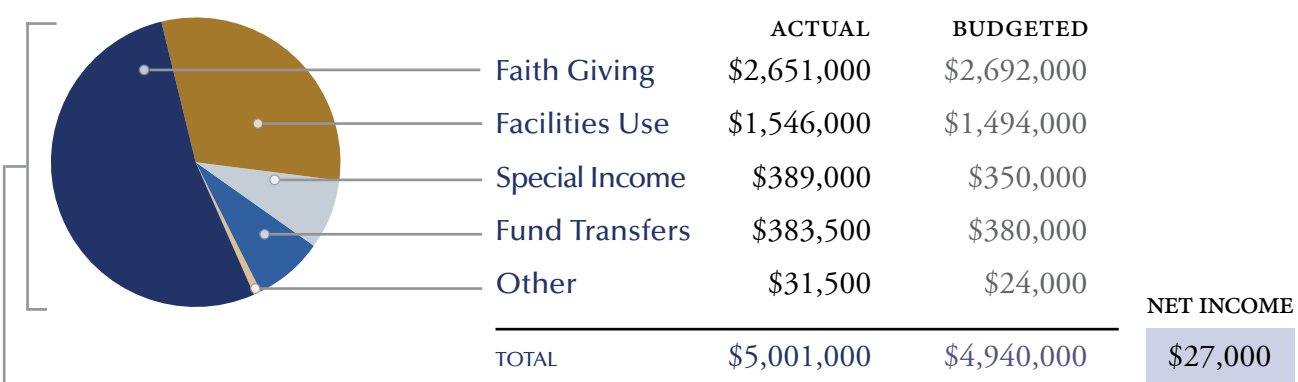 ACTUAL BUDGETED
Faith Giving $2,651,000 $2,692,000
Facilities Use $1,546,000 $1,494,000
Special Income $389,000 $350,000
Fund Transfers $383,500 $380,000
Other $31,500 $24,000
NET INCOME
TOTAL $5,001,000 $4,940,000 $27,000